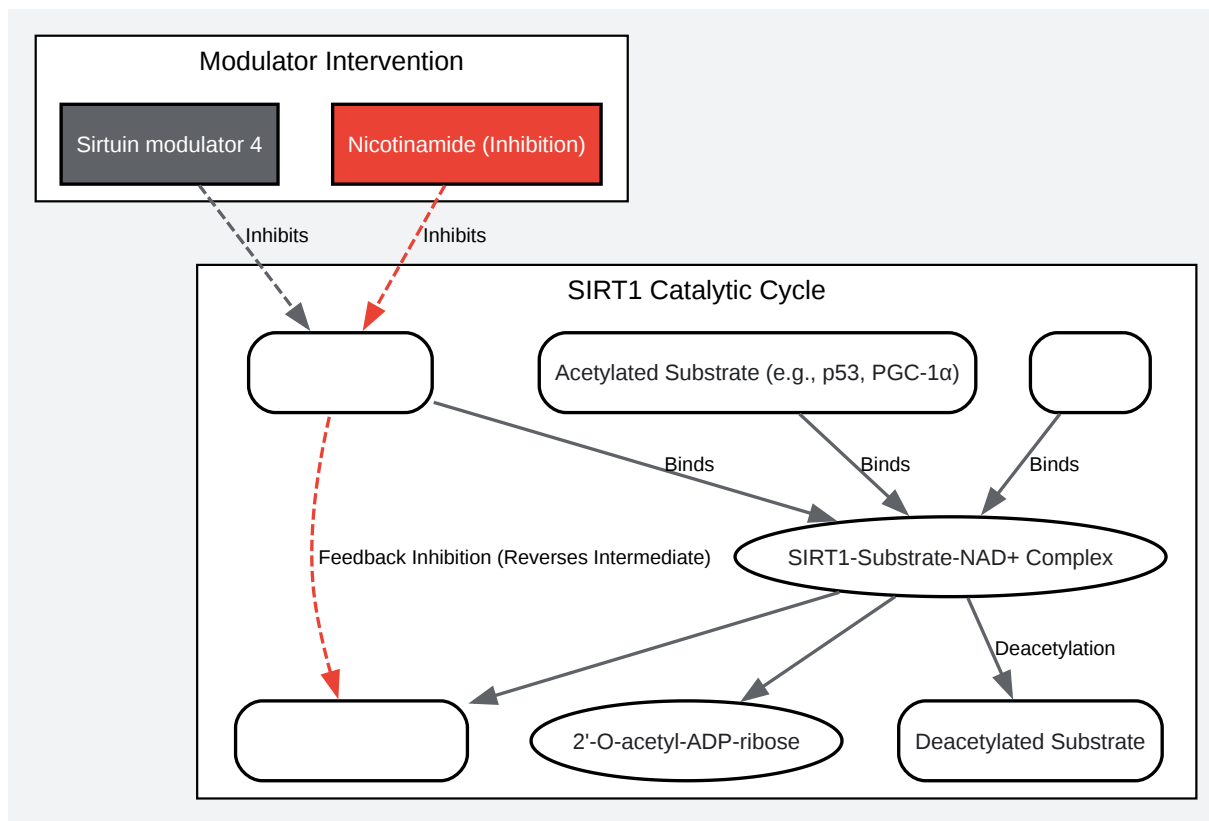 Modulator Intervention
Sirtuin modulator 4
Nicotinamide (Inhibition)
Inhibits
Inhibits
SIRT1 Catalytic Cycle
Acetylated Substrate (e.g., p53, PGC-1α)
Binds
Binds
Binds
Feedback Inhibition (Reverses Intermediate)
SIRT1-Substrate-NAD+ Complex
Deacetylation
2'-O-acetyl-ADP-ribose
Deacetylated Substrate